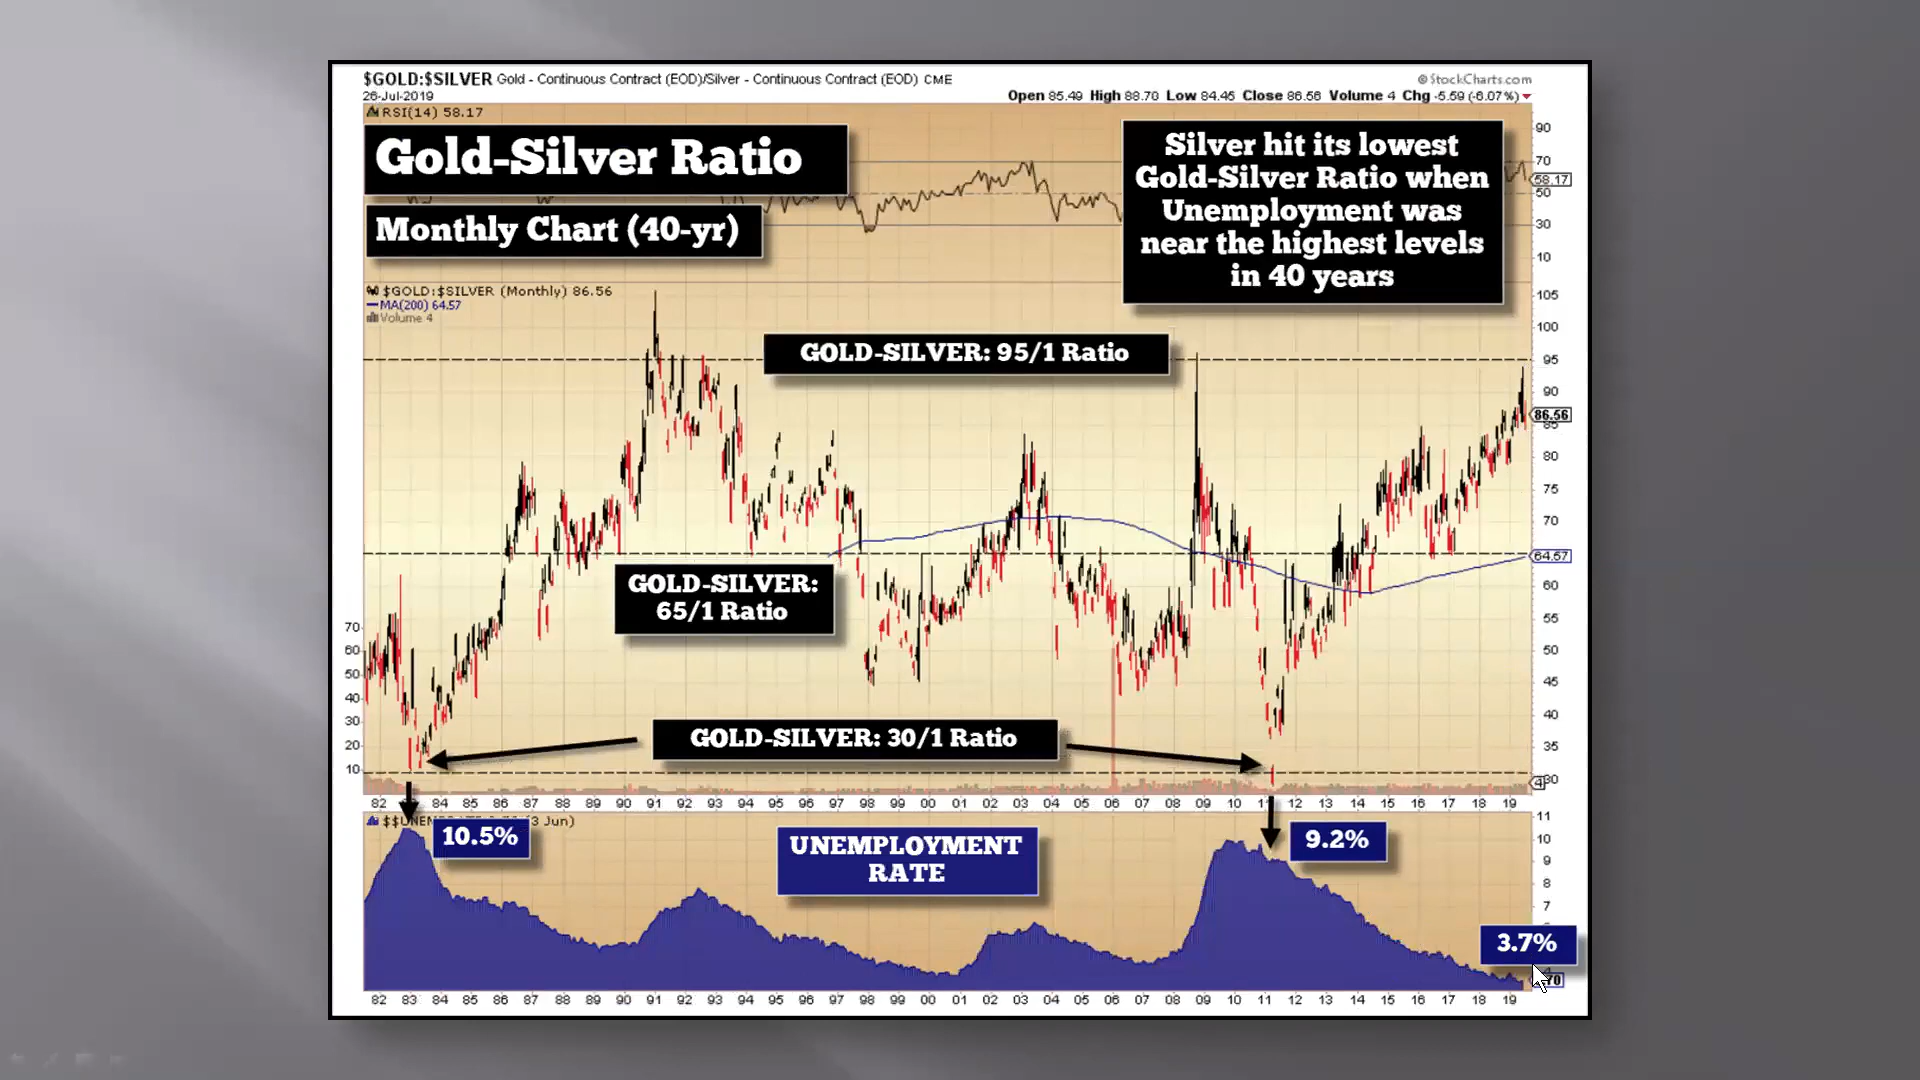 $GOLD:$SILVER Gold - Continuous Contract (EOD)/Silver - Continuous Contract (EOD) CME
© StockCharts.com
26-Jul-2019
Open 85.49 High 88.70 Low 84.45 Close 86.56 Volume 4 Chg -5.59 (-6.07%)
RSI(14) 58.17
Gold-Silver Ratio
Monthly Chart (40-yr)
Silver hit its lowest
Gold-Silver Ratio when
Unemployment was
near the highest levels
in 40 years
90
70
58.17
50
30
10
$GOLD:$SILVER (Monthly) 86.56
MA(200) 64.57
Volume 4
GOLD-SILVER: 95/1 Ratio
GOLD-SILVER:
65/1 Ratio
GOLD-SILVER: 30/1 Ratio
105
100
95
90
86.56
85
80
75
70
64.57
60
55
50
45
40
35
30
70
60
50
40
30
20
10
82 84 85 86 87 88 89 90 91 92 93 94 95 96 97 98 99 00 01 02 03 04 05 06 07 08 09 10 12 13 14 15 16 17 18 19
3 Jun)
10.5%
UNEMPLOYMENT
RATE
9.2%
3.7%
11
10
9
8
7
82 83 84 85 86 87 88 89 90 91 92 93 94 95 96 97 98 99 00 01 02 03 04 05 06 07 08 09 10 11 12 13 14 15 16 17 18 19